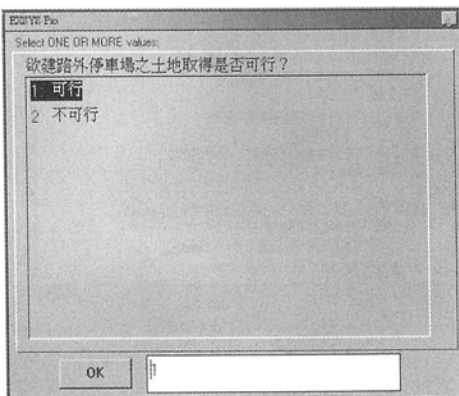 EXSYS Pro
Select ONE OR MORE values:
欲建路外停車場之土地取得是否可行？
1 可行
2 不可行
OK
1